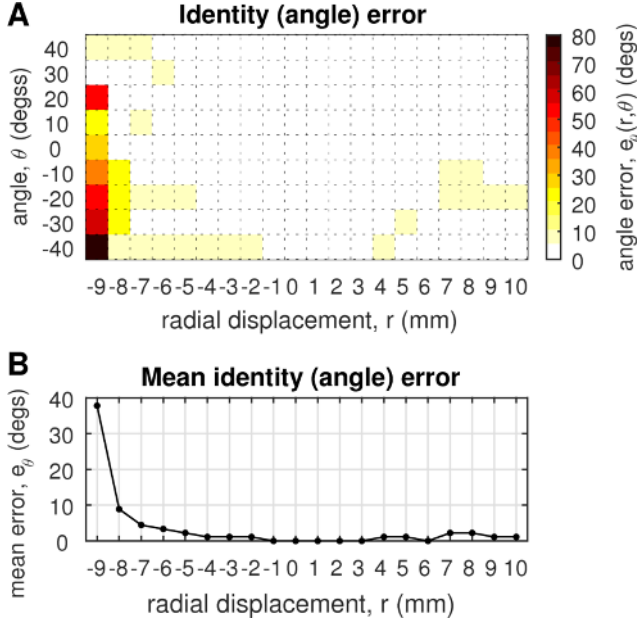 A
Identity (angle) error
40
30
20
10
0
-10
-20
-30
-40
angle, θ (degss)
-9 -8 -7 -6 -5 -4 -3 -2 -1 0 1 2 3 4 5 6 7 8 9 10
radial displacement, r (mm)
80
70
60
50
40
30
20
10
0
angle error, eθ(r,θ) (degs)
B
Mean identity (angle) error
40
30
20
10
0
mean error, eθ (degs)
-9 -8 -7 -6 -5 -4 -3 -2 -1 0 1 2 3 4 5 6 7 8 9 10
radial displacement, r (mm)